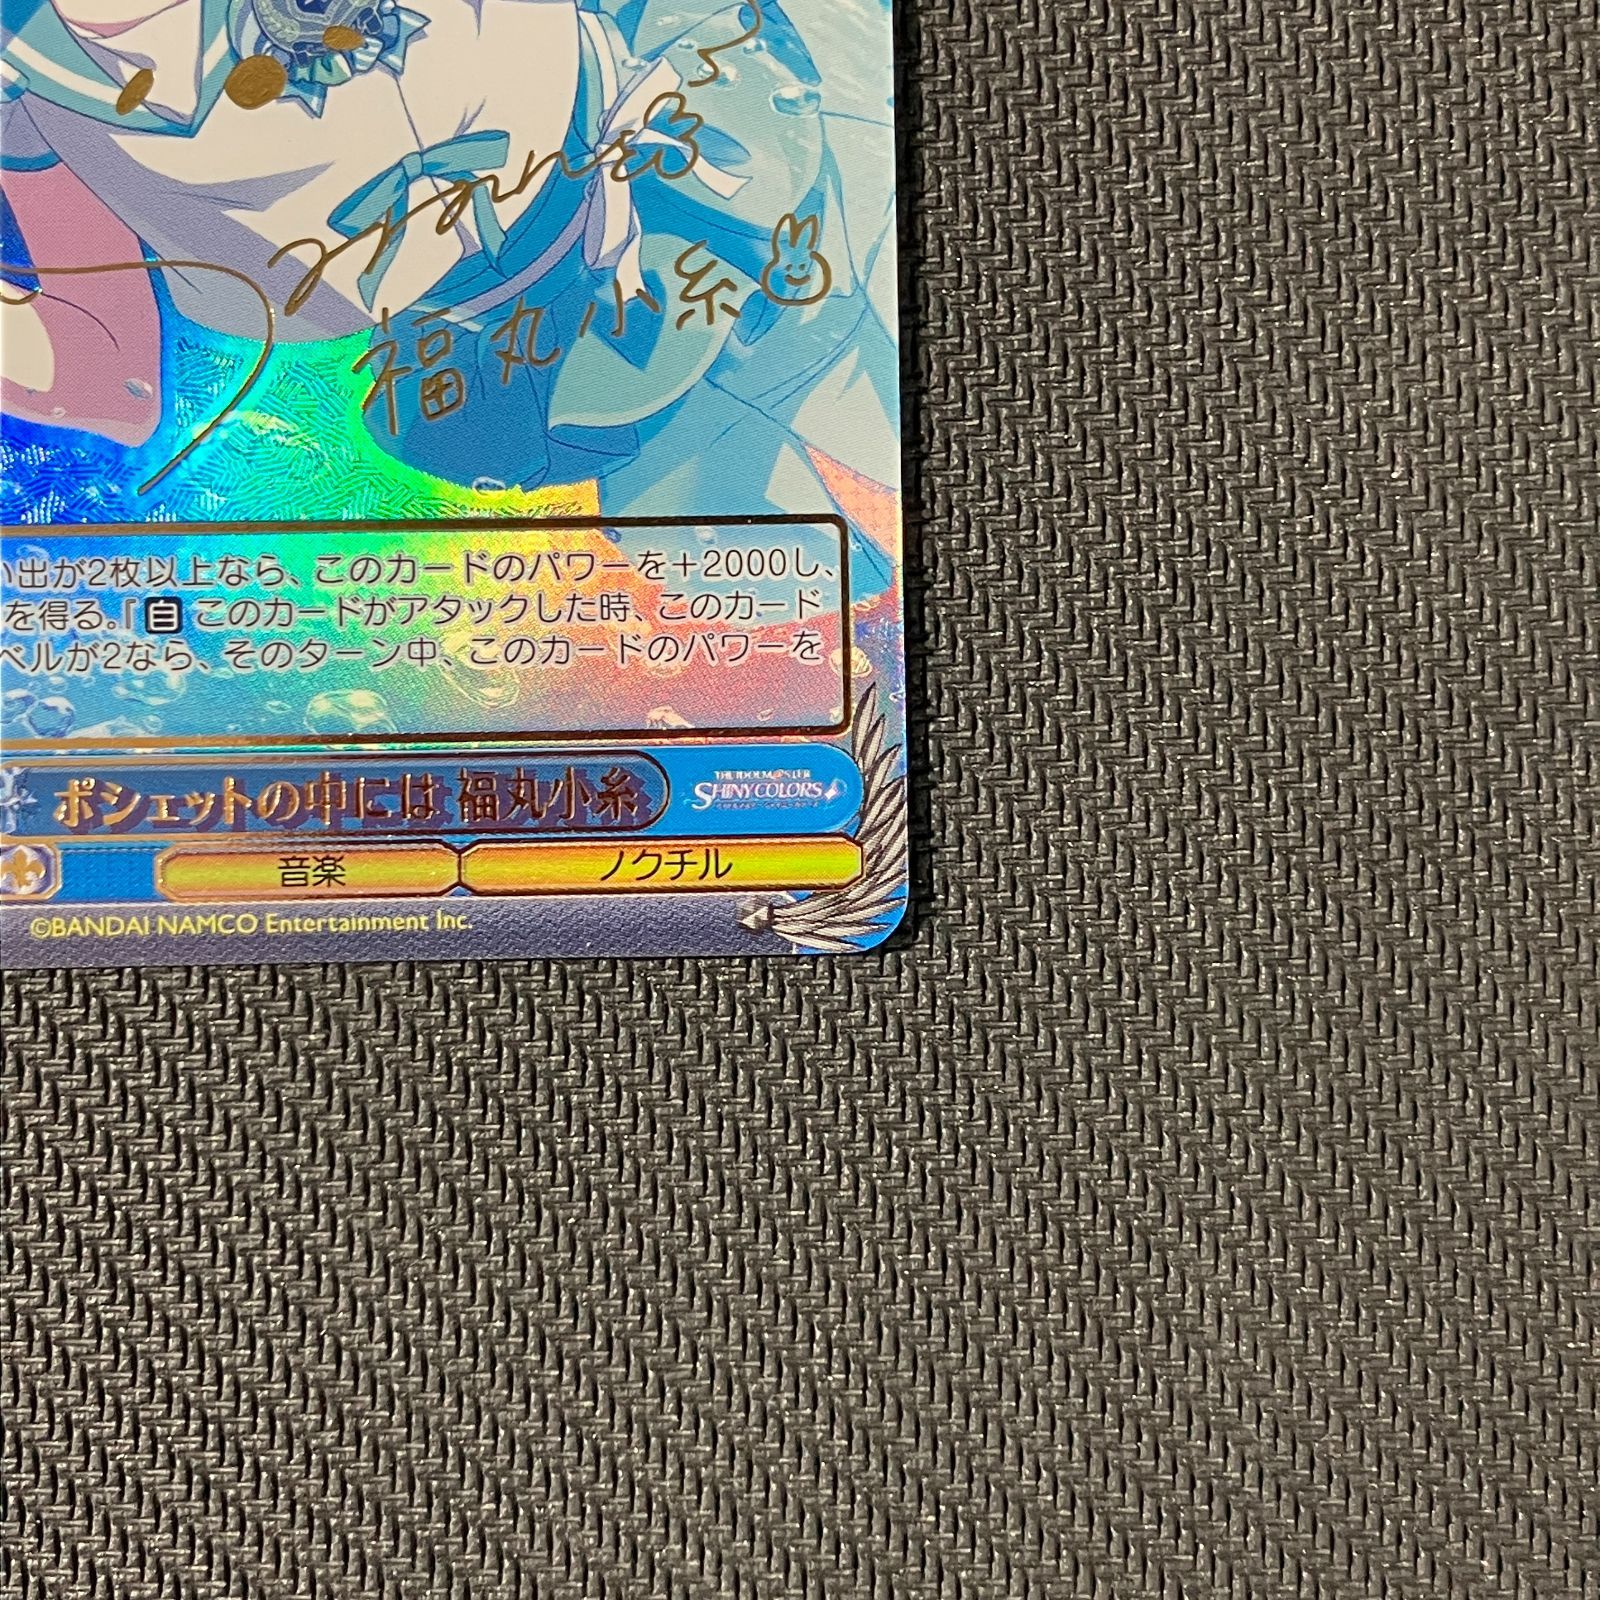 福丸小糸
い出が2枚以上なら、このカードのパワーを＋2000し、
を得る。『自 このカードがアタックした時、このカード
ベルが2なら、そのターン中、このカードのパワーを
ポシェットの中には 福丸小糸
THE IDOLM@STER
SHINYCOLORS
音楽
ノクチル
©BANDAI NAMCO Entertainment Inc.